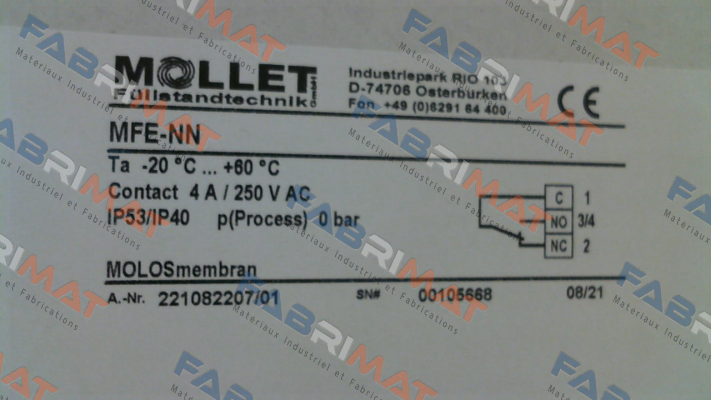 MOLLET GmbH
Füllstandtechnik
Industriepark RIO 103
D-74706 Osterburken
Fon +49 (0)6291 64 400
CE
MFE-NN
Ta -20 °C ... +60 °C
Contact 4 A / 250 V AC
IP53/IP40 p(Process) 0 bar
C 1
NO 3/4
NC 2
MOLOSmembran
A.-Nr. 221082207/01 SN# 00105668 08/21
FABRIMAT
Materiaux Industriel et Fabrications